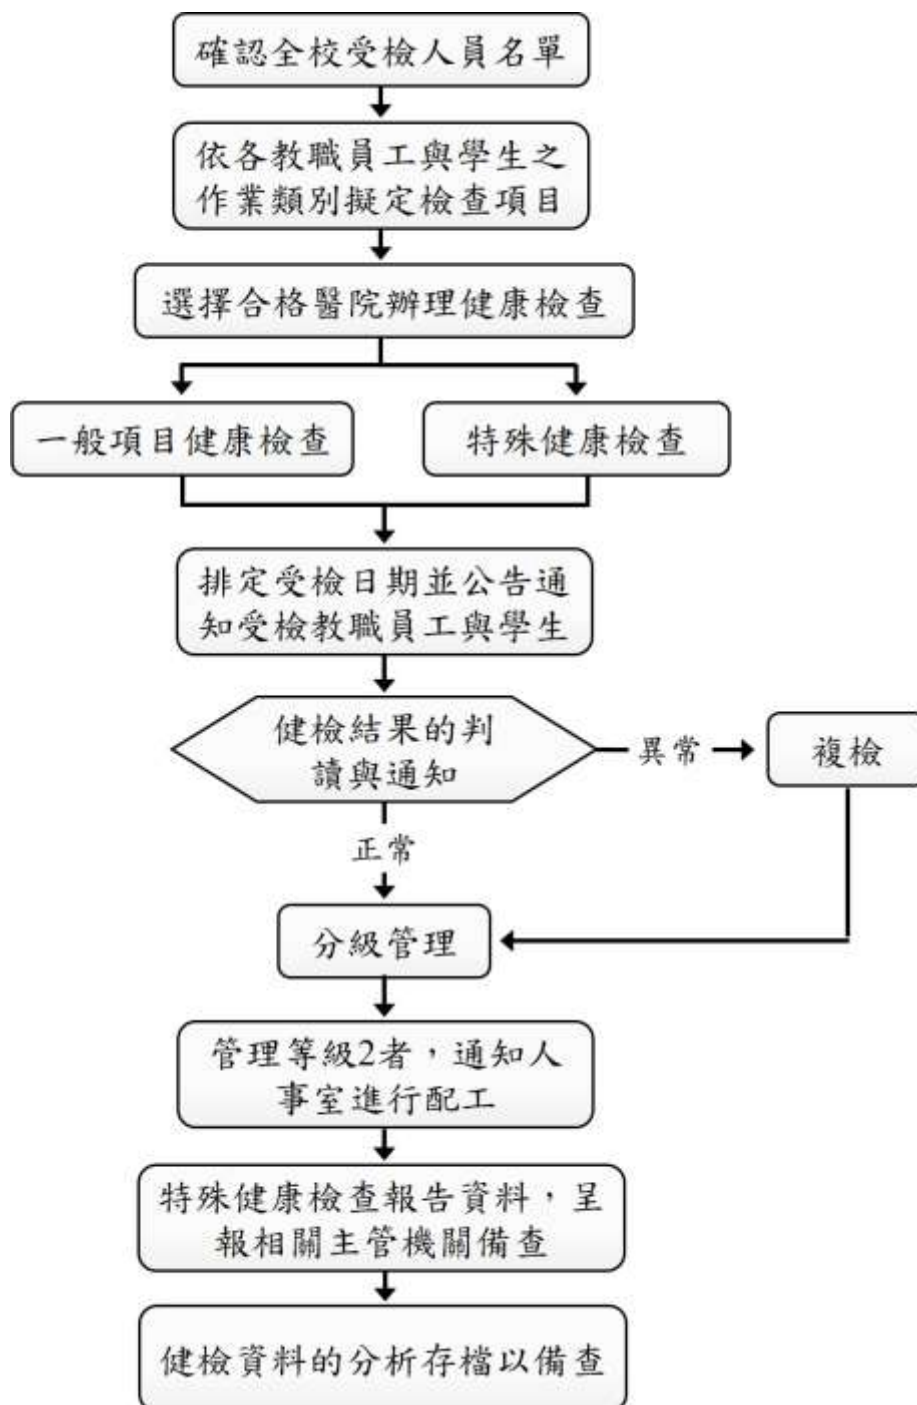 確認全校受檢人員名單
依各教職員工與學生之
作業類別擬定檢查項目
選擇合格醫院辦理健康檢查
一般項目健康檢查
特殊健康檢查
排定受檢日期並公告通
知受檢教職員工與學生
健檢結果的判
讀與通知
異常
複檢
正常
分級管理
管理等級2者，通知人
事室進行配工
特殊健康檢查報告資料，呈
報相關主管機關備查
健檢資料的分析存檔以備查